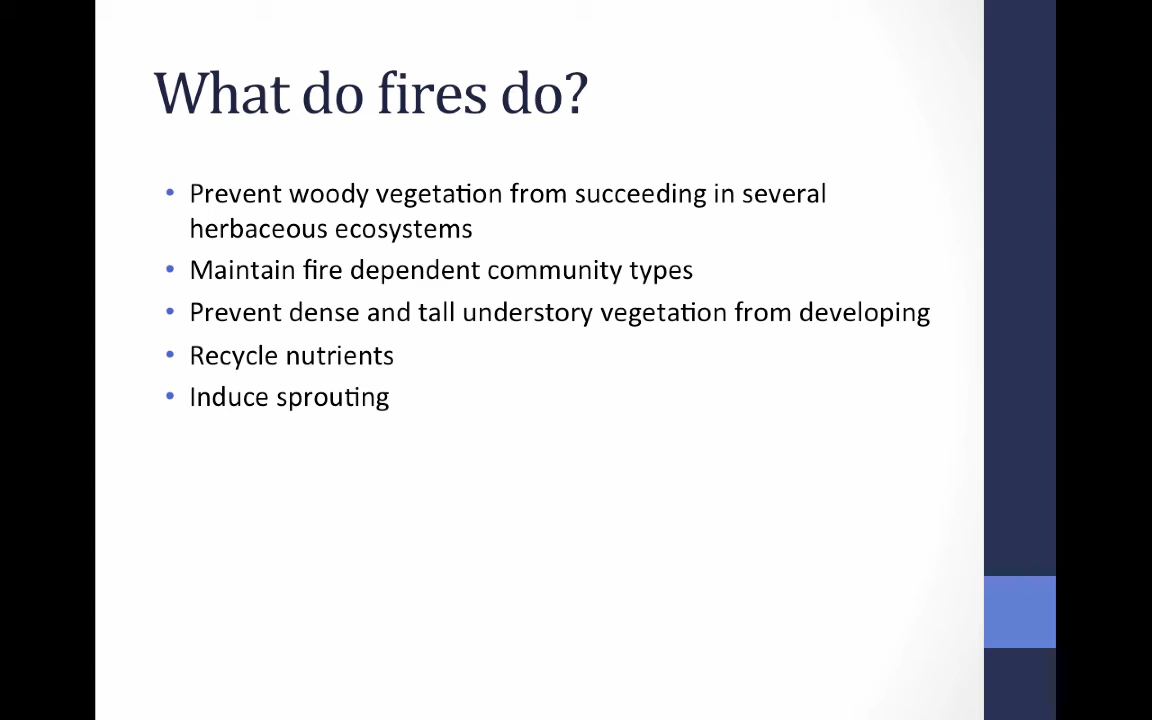 What do fires do?
• Prevent woody vegetation from succeeding in several
herbaceous ecosystems
• Maintain fire dependent community types
• Prevent dense and tall understory vegetation from developing
• Recycle nutrients
• Induce sprouting